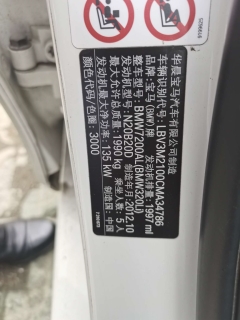 华晨宝马汽车有限公司制造
车辆识别代号: LBV3M2100CMA34786
品牌: 宝马(BMW)牌 发动机排量: 1997 ml
整车型号: BMW7200AL(BMW320Li)
发动机型号: N20B20D 制造年月: 2012.10
最大允许总质量: 1990 kg 乘坐人数: 5人
发动机最大净功率: 135 kW 制造国: 中国
颜色代码/色漆: 3000